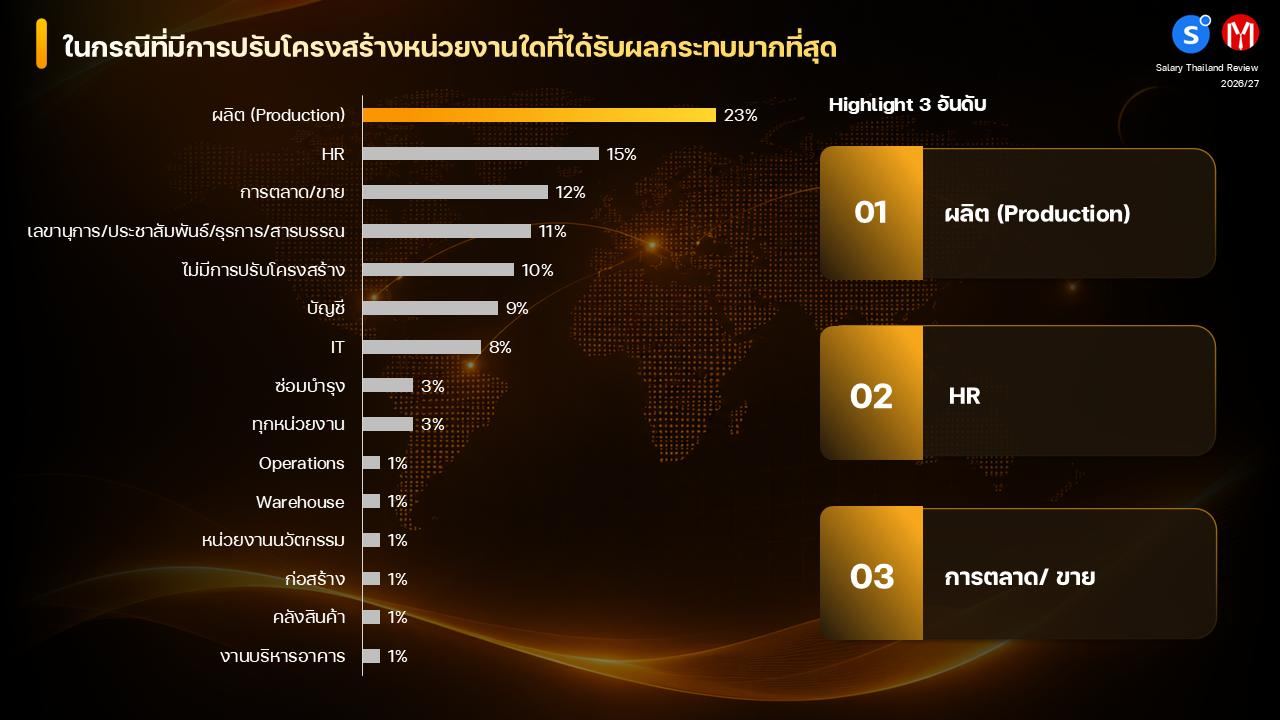 ในกรณีที่มีการปรับโครงสร้างหน่วยงานใดที่ได้รับผลกระทบมากที่สุด
S
Salary Thailand Review
2026/27
ผลิต (Production) 23%
HR 15%
การตลาด/ขาย 12%
เลขานุการ/ประชาสัมพันธ์/ธุรการ/สารบรรณ 11%
ไม่มีการปรับโครงสร้าง 10%
บัญชี 9%
IT 8%
ซ่อมบำรุง 3%
ทุกหน่วยงาน 3%
Operations 1%
Warehouse 1%
หน่วยงานนวัตกรรม 1%
ก่อสร้าง 1%
คลังสินค้า 1%
งานบริหารอาคาร 1%
Highlight 3 อันดับ
01 ผลิต (Production)
02 HR
03 การตลาด/ ขาย